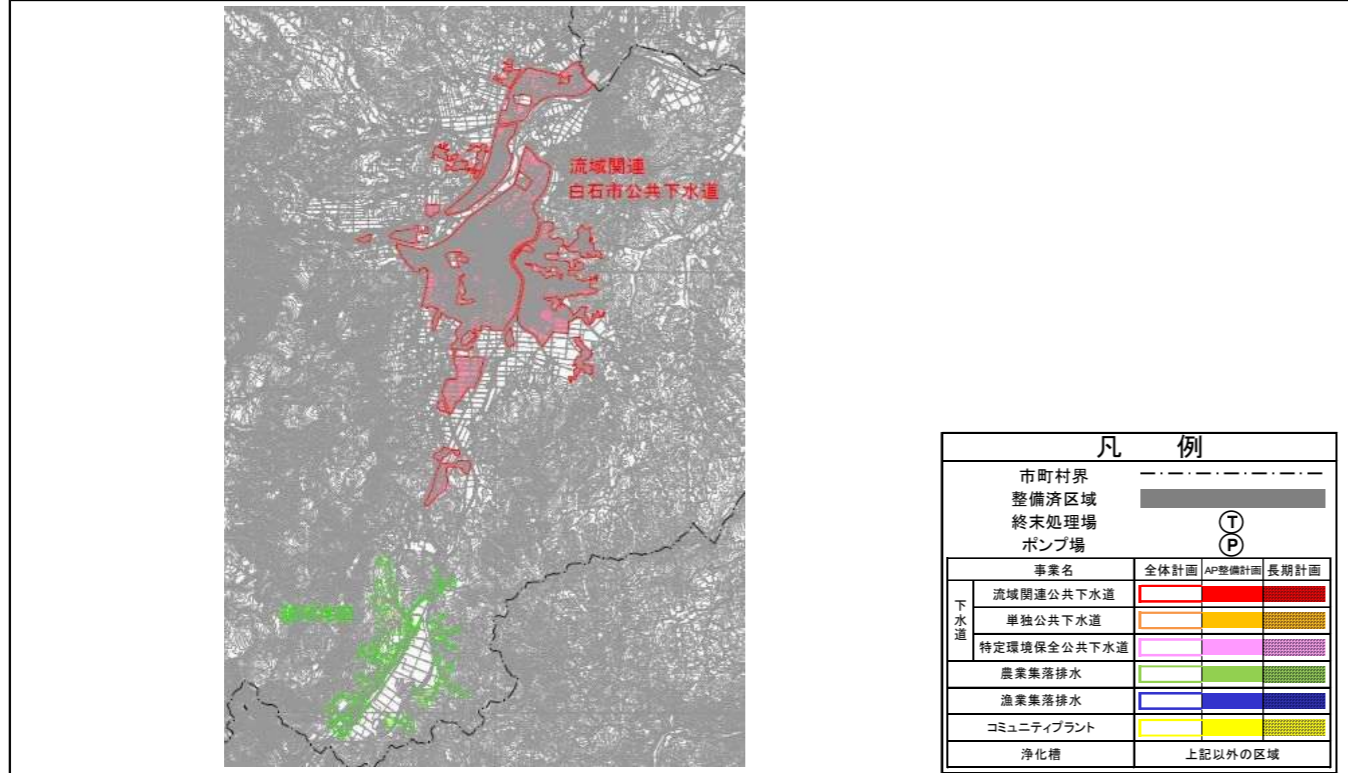 流域関連
白石市公共下水道
凡 例
市町村界
整備済区域
終末処理場 T
ポンプ場 P
事業名 全体計画 AP整備計画 長期計画
下水道
流域関連公共下水道
単独公共下水道
特定環境保全公共下水道
農業集落排水
漁業集落排水
コミュニティプラント
浄化槽 上記以外の区域